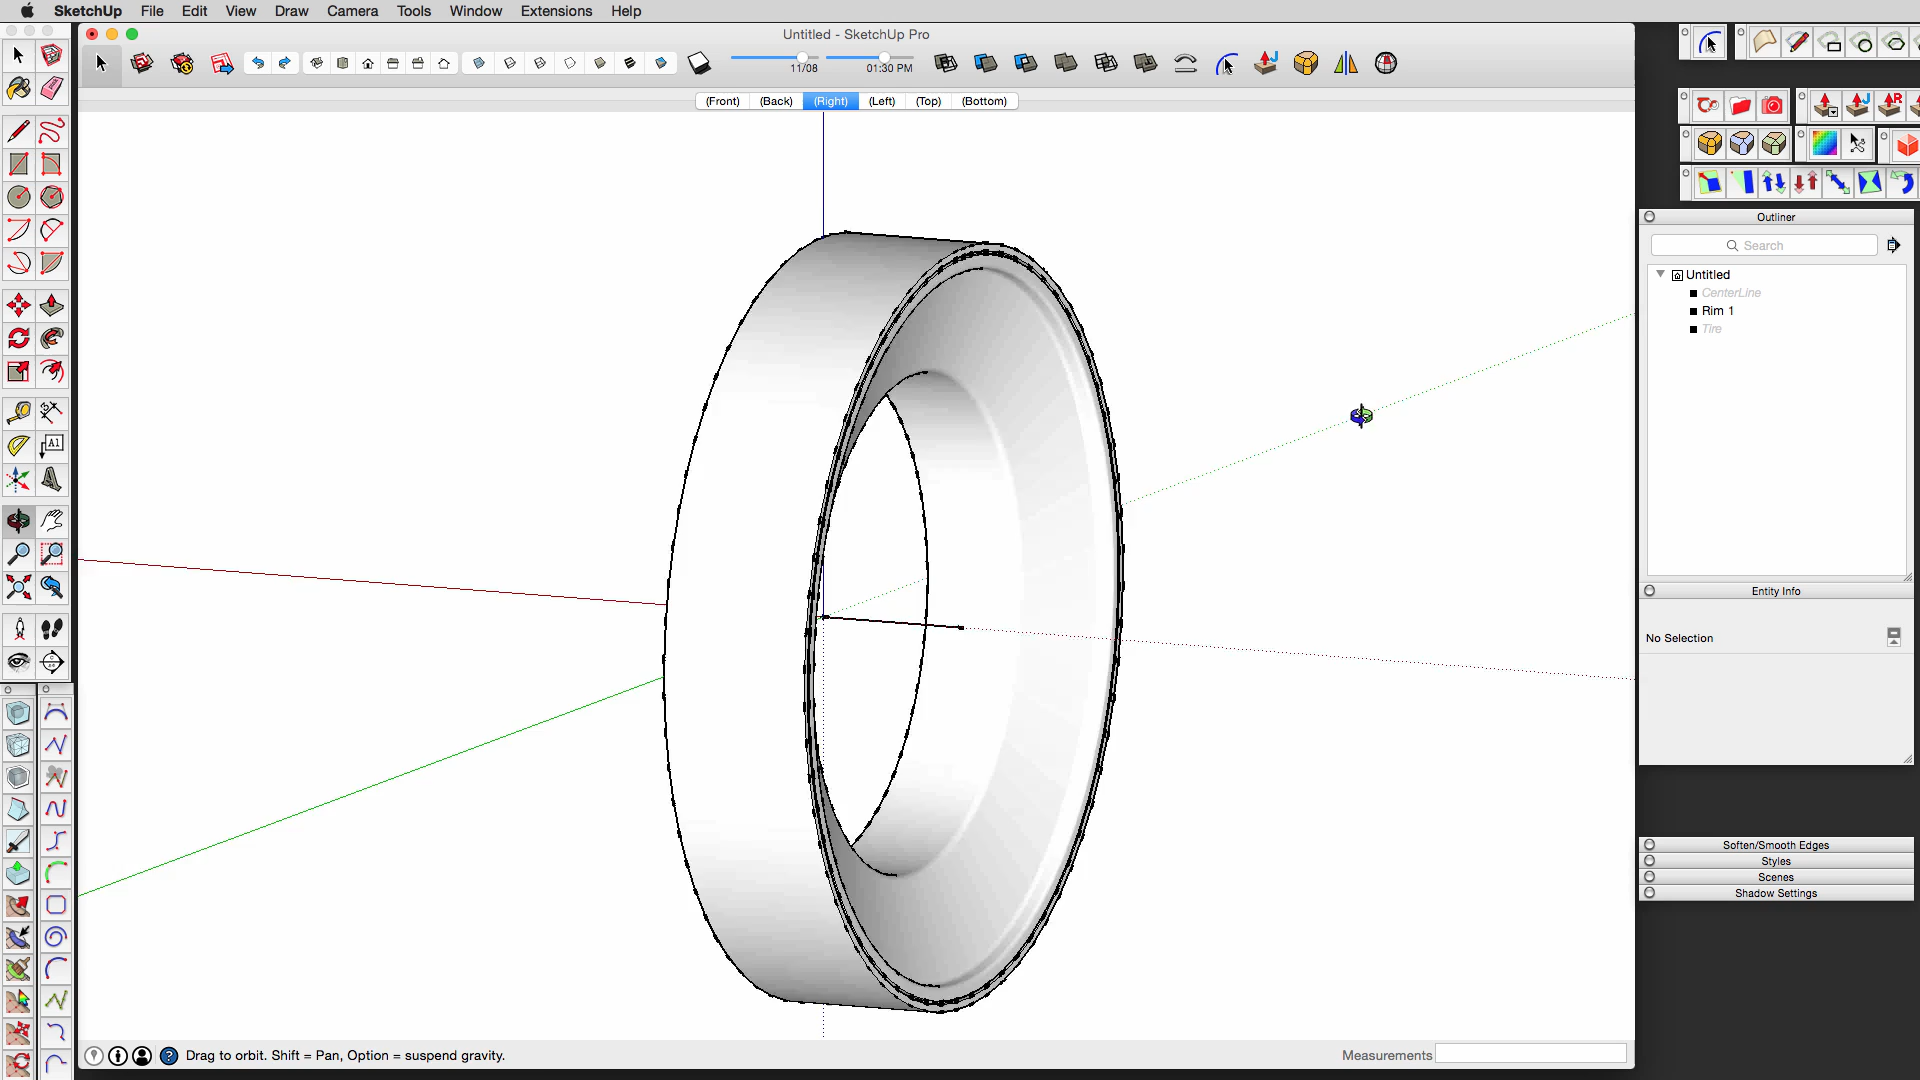 SketchUp File Edit View Draw Camera Tools Window Extensions Help
Untitled - SketchUp Pro
11/08 01:30 PM
(Front) (Back) (Right) (Left) (Top) (Bottom)
A1
Outliner
Search
Untitled
CenterLine
Rim 1
Tire
Entity Info
No Selection
Soften/Smooth Edges
Styles
Scenes
Shadow Settings
Drag to orbit. Shift = Pan, Option = suspend gravity.
Measurements